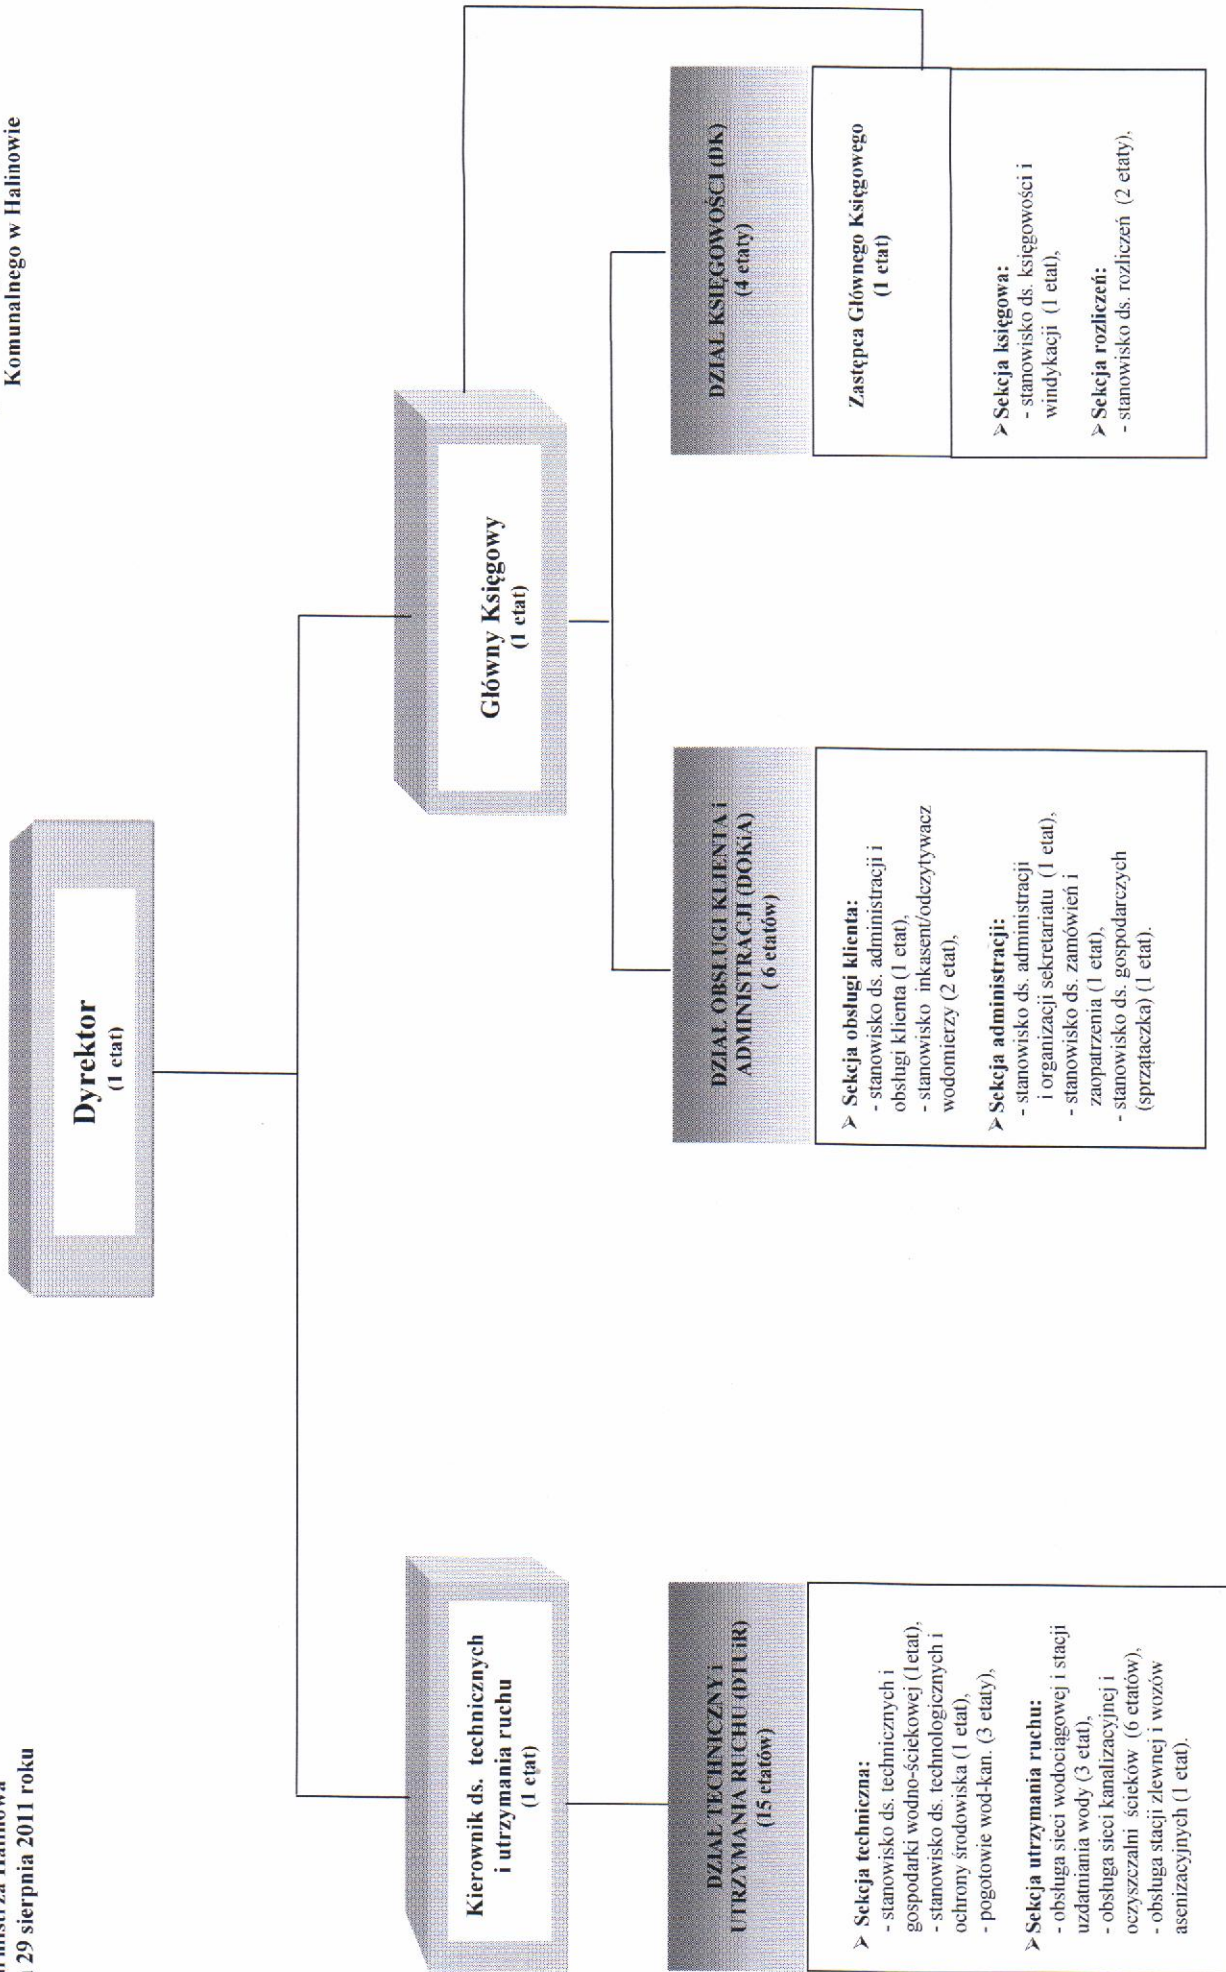 29 sierpnia 2011 roku
Komunalnego w Halinowie
Dyrektor
(1 etat)
Kierownik ds. technicznych
i utrzymania ruchu
(1 etat)
Główny Księgowy
(1 etat)
DZIAŁ TECHNICZNY i
UTRZYMANIA RUCHU (DTUiR)
(15 etatów)
➢ Sekcja techniczna:
- stanowisko ds. technicznych i
gospodarki wodno-ściekowej (1etat),
- stanowisko ds. technologicznych i
ochrony środowiska (1 etat),
- pogotowie wod-kan. (3 etaty),
➢ Sekcja utrzymania ruchu:
- obsługa sieci wodociągowej i stacji
uzdatniania wody (3 etat),
- obsługa sieci kanalizacyjnej i
oczyszczalni ścieków (6 etatów),
- obsługa stacji zlewnej i wozów
asenizacyjnych (1 etat).
DZIAŁ OBSŁUGI KLIENTA i
ADMINISTRACJI (DOKiA)
( 6 etatów)
➢ Sekcja obsługi klienta:
- stanowisko ds. administracji i
obsługi klienta (1 etat),
- stanowisko inkasent/odczytywacz
wodomierzy (2 etat),
➢ Sekcja administracji:
- stanowisko ds. administracji
i organizacji sekretariatu (1 etat),
- stanowisko ds. zamówień i
zaopatrzenia (1 etat),
- stanowisko ds. gospodarczych
(sprzątaczka) (1 etat).
DZIAŁ KSIĘGOWOŚCI (DK)
(4 etaty)
Zastępca Głównego Księgowego
(1 etat)
➢ Sekcja księgowa:
- stanowisko ds. księgowości i
windykacji (1 etat),
➢ Sekcja rozliczeń:
- stanowisko ds. rozliczeń (2 etaty),